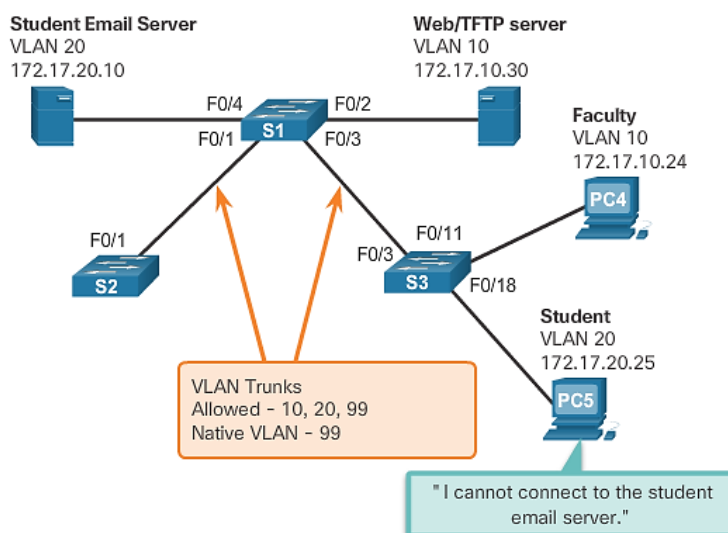 Student Email Server
VLAN 20
172.17.20.10
Web/TFTP server
VLAN 10
172.17.10.30
F0/4
F0/2
S1
F0/1
F0/3
Faculty
VLAN 10
172.17.10.24
PC4
F0/1
S2
F0/11
F0/3
S3
F0/18
Student
VLAN 20
172.17.20.25
PC5
VLAN Trunks
Allowed - 10, 20, 99
Native VLAN - 99
"I cannot connect to the student
email server."